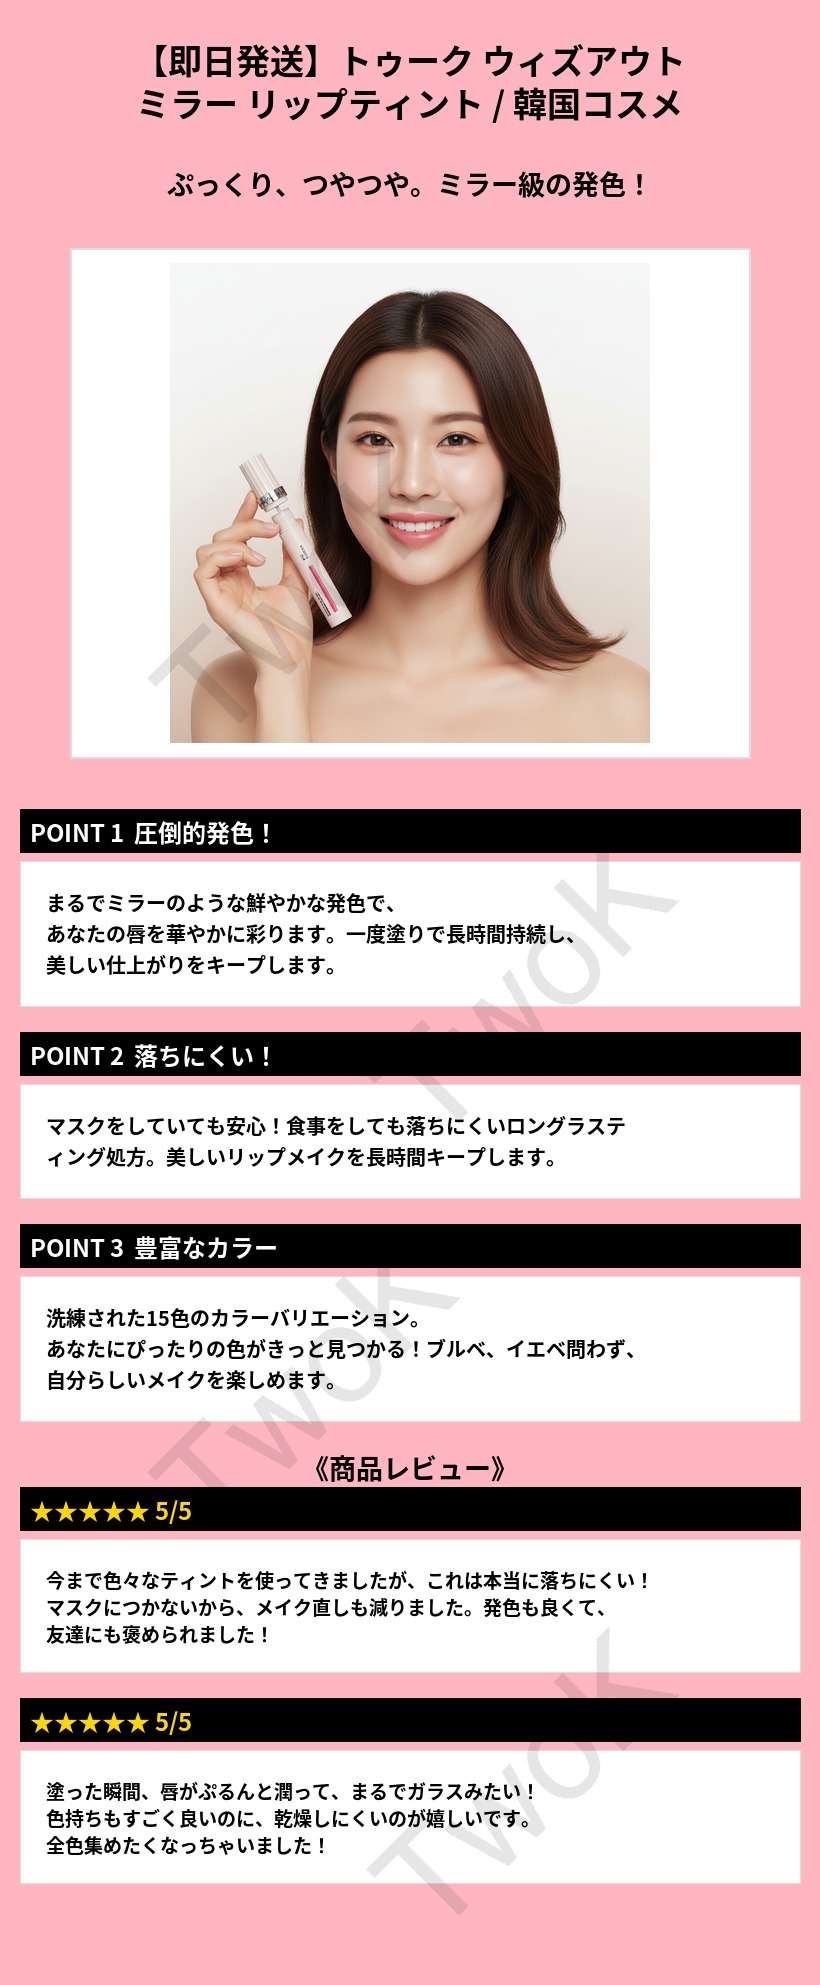 【即日発送】トゥーク ウィズアウト
ミラー リップティント / 韓国コスメ
ぷっくり、つやつや。ミラー級の発色！
TwoK
POINT 1 圧倒的発色！
まるでミラーのような鮮やかな発色で、
あなたの唇を華やかに彩ります。一度塗りで長時間持続し、
美しい仕上がりをキープします。
TwoK
POINT 2 落ちにくい！
マスクをしていても安心！食事をしても落ちにくいロングラステ
ィング処方。美しいリップメイクを長時間キープします。
POINT 3 豊富なカラー
洗練された15色のカラーバリエーション。
あなたにぴったりの色がきっと見つかる！ブルベ、イエベ問わず、
自分らしいメイクを楽しめます。
TwoK
《商品レビュー》
★★★★★ 5/5
今まで色々なティントを使ってきましたが、これは本当に落ちにくい！
マスクにつかないから、メイク直しも減りました。発色も良くて、
友達にも褒められました！
★★★★★ 5/5
塗った瞬間、唇がぷるんと潤って、まるでガラスみたい！
色持ちもすごく良いのに、乾燥しにくいのが嬉しいです。
全色集めたくなっちゃいました！
TwoK